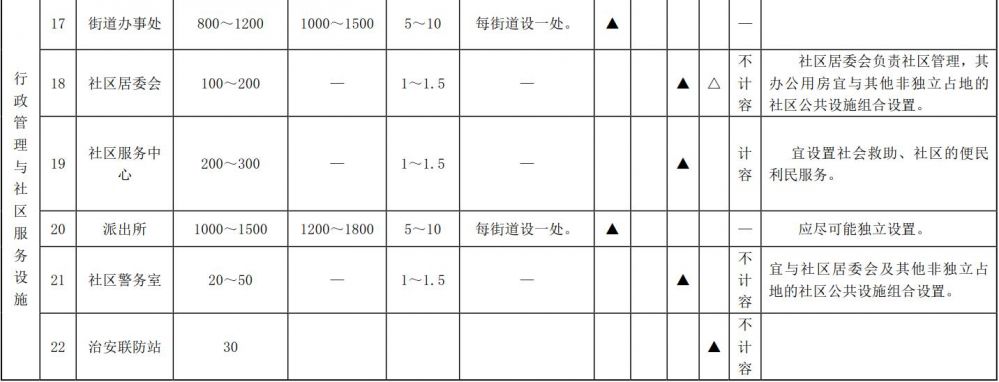 行政管理与社区服务设施
17 街道办事处 800～1200 1000～1500 5～10 每街道设一处。 ▲ —
18 社区居委会 100～200 — 1～1.5 — ▲ △ 不计容 社区居委会负责社区管理，其
办公用房宜与其他非独立占地的
社区公共设施组合设置。
19 社区服务中
心 200～300 — 1～1.5 — ▲ 计容 宜设置社会救助、社区的便民
利民服务。
20 派出所 1000～1500 1200～1800 5～10 每街道设一处。 ▲ — 应尽可能独立设置。
21 社区警务室 20～50 — 1～1.5 — ▲ 不计容 宜与社区居委会及其他非独立占
地的社区公共设施组合设置。
22 治安联防站 30 ▲ 不计容